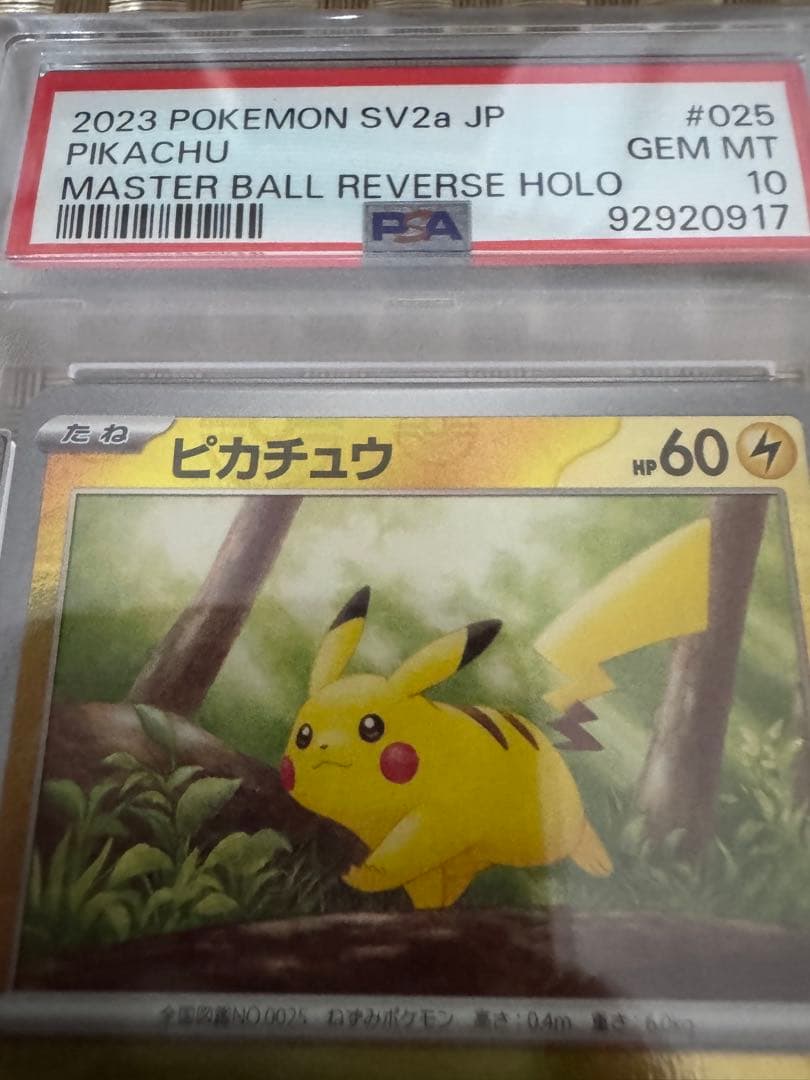 2023 POKEMON SV2a JP #025
PIKACHU GEM MT
MASTER BALL REVERSE HOLO 10
PSA 92920917
たね ピカチュウ HP60
全国図鑑NO.0025 ねずみポケモン 高さ:0.4m 重さ:6.0kg